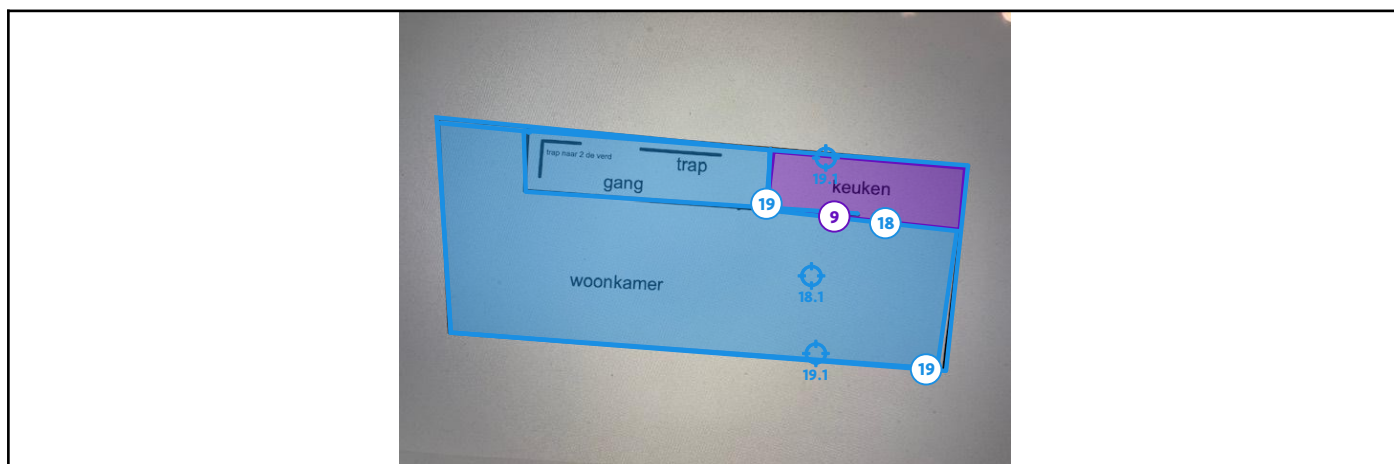 trap naar 2 de verd
trap
gang
19.1
keuken
19
9
18
woonkamer
18.1
19.1
19